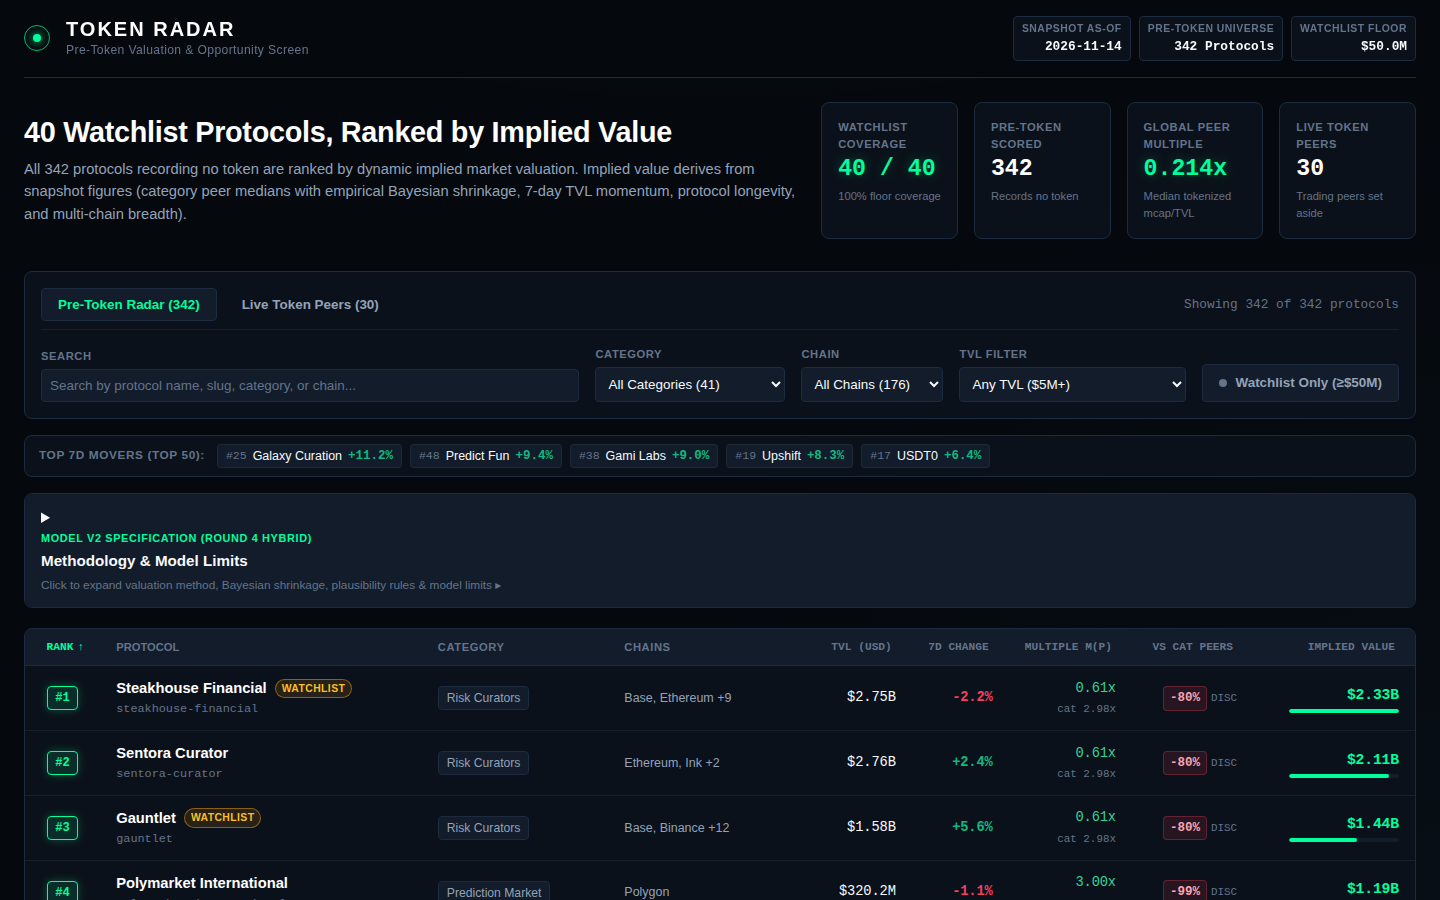 TOKEN RADAR
Pre-Token Valuation & Opportunity Screen
SNAPSHOT AS-OF
2026-11-14
PRE-TOKEN UNIVERSE
342 Protocols
WATCHLIST FLOOR
$50.0M
40 Watchlist Protocols, Ranked by Implied Value
All 342 protocols recording no token are ranked by dynamic implied market valuation. Implied value derives from
snapshot figures (category peer medians with empirical Bayesian shrinkage, 7-day TVL momentum, protocol longevity,
and multi-chain breadth).
WATCHLIST
COVERAGE
40 / 40
100% floor coverage
PRE-TOKEN
SCORED
342
Records no token
GLOBAL PEER
MULTIPLE
0.214x
Median tokenized
mcap/TVL
LIVE TOKEN
PEERS
30
Trading peers set
aside
Pre-Token Radar (342)
Live Token Peers (30)
Showing 342 of 342 protocols
SEARCH
Search by protocol name, slug, category, or chain...
CATEGORY
All Categories (41)
CHAIN
All Chains (176)
TVL FILTER
Any TVL ($5M+)
Watchlist Only (≥$50M)
TOP 7D MOVERS (TOP 50):
#25 Galaxy Curation +11.2%
#48 Predict Fun +9.4%
#38 Gami Labs +9.0%
#19 Upshift +8.3%
#17 USDT0 +6.4%
▶
MODEL V2 SPECIFICATION (ROUND 4 HYBRID)
Methodology & Model Limits
Click to expand valuation method, Bayesian shrinkage, plausibility rules & model limits ▸
RANK ↑ PROTOCOL CATEGORY CHAINS TVL (USD) 7D CHANGE MULTIPLE M(P) VS CAT PEERS IMPLIED VALUE
#1 Steakhouse Financial WATCHLIST Risk Curators Base, Ethereum +9 $2.75B -2.2% 0.61x -80% DISC $2.33B
steakhouse-financial cat 2.98x
#2 Sentora Curator Risk Curators Ethereum, Ink +2 $2.76B +2.4% 0.61x -80% DISC $2.11B
sentora-curator cat 2.98x
#3 Gauntlet WATCHLIST Risk Curators Base, Binance +12 $1.58B +5.6% 0.61x -80% DISC $1.44B
gauntlet cat 2.98x
#4 Polymarket International Prediction Market Polygon $320.2M -1.1% 3.00x -99% DISC $1.19B